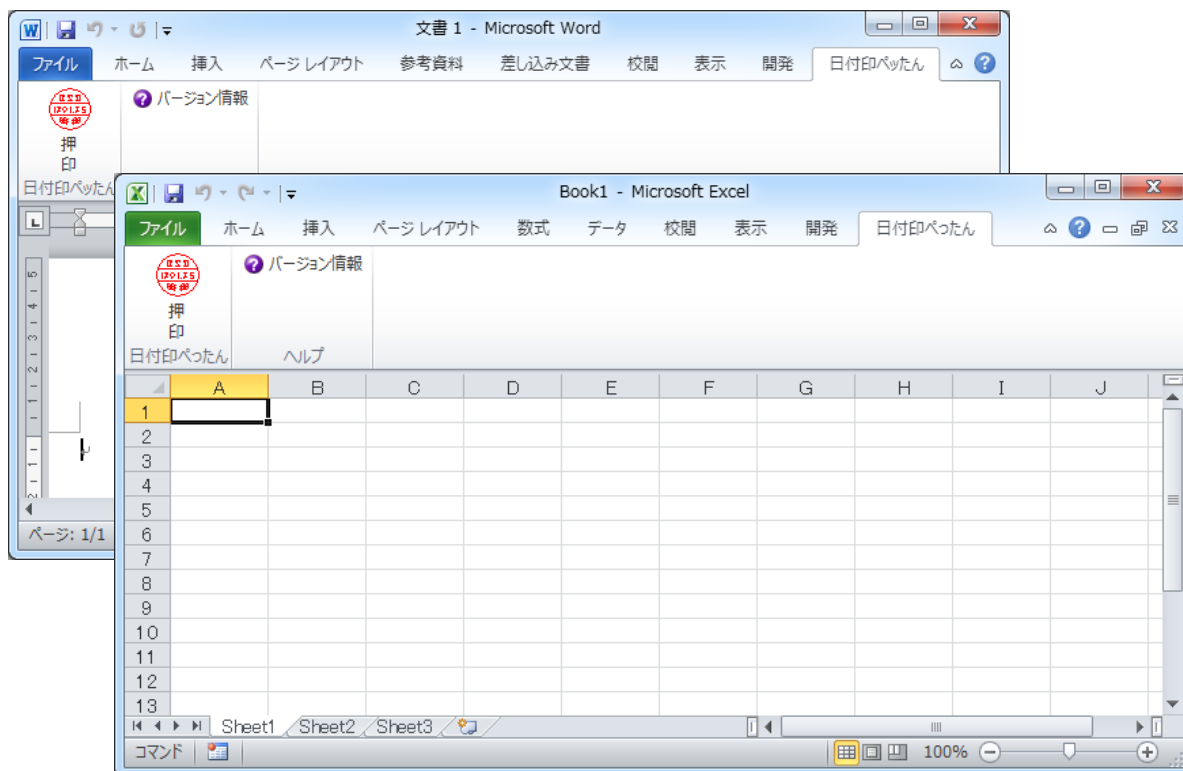 文書 1 - Microsoft Word
ファイル ホーム 挿入 ページ レイアウト 参考資料 差し込み文書 校閲 表示 開発 日付印ペッたん
バージョン情報
押
印
日付印ペッたん
ページ: 1/1
Book1 - Microsoft Excel
ファイル ホーム 挿入 ページ レイアウト 数式 データ 校閲 表示 開発 日付印ぺったん
バージョン情報
押
印
日付印ぺったん ヘルプ
A B C D E F G H I J
1
2
3
4
5
6
7
8
9
10
11
12
13
Sheet1 Sheet2 Sheet3
コマンド 100%